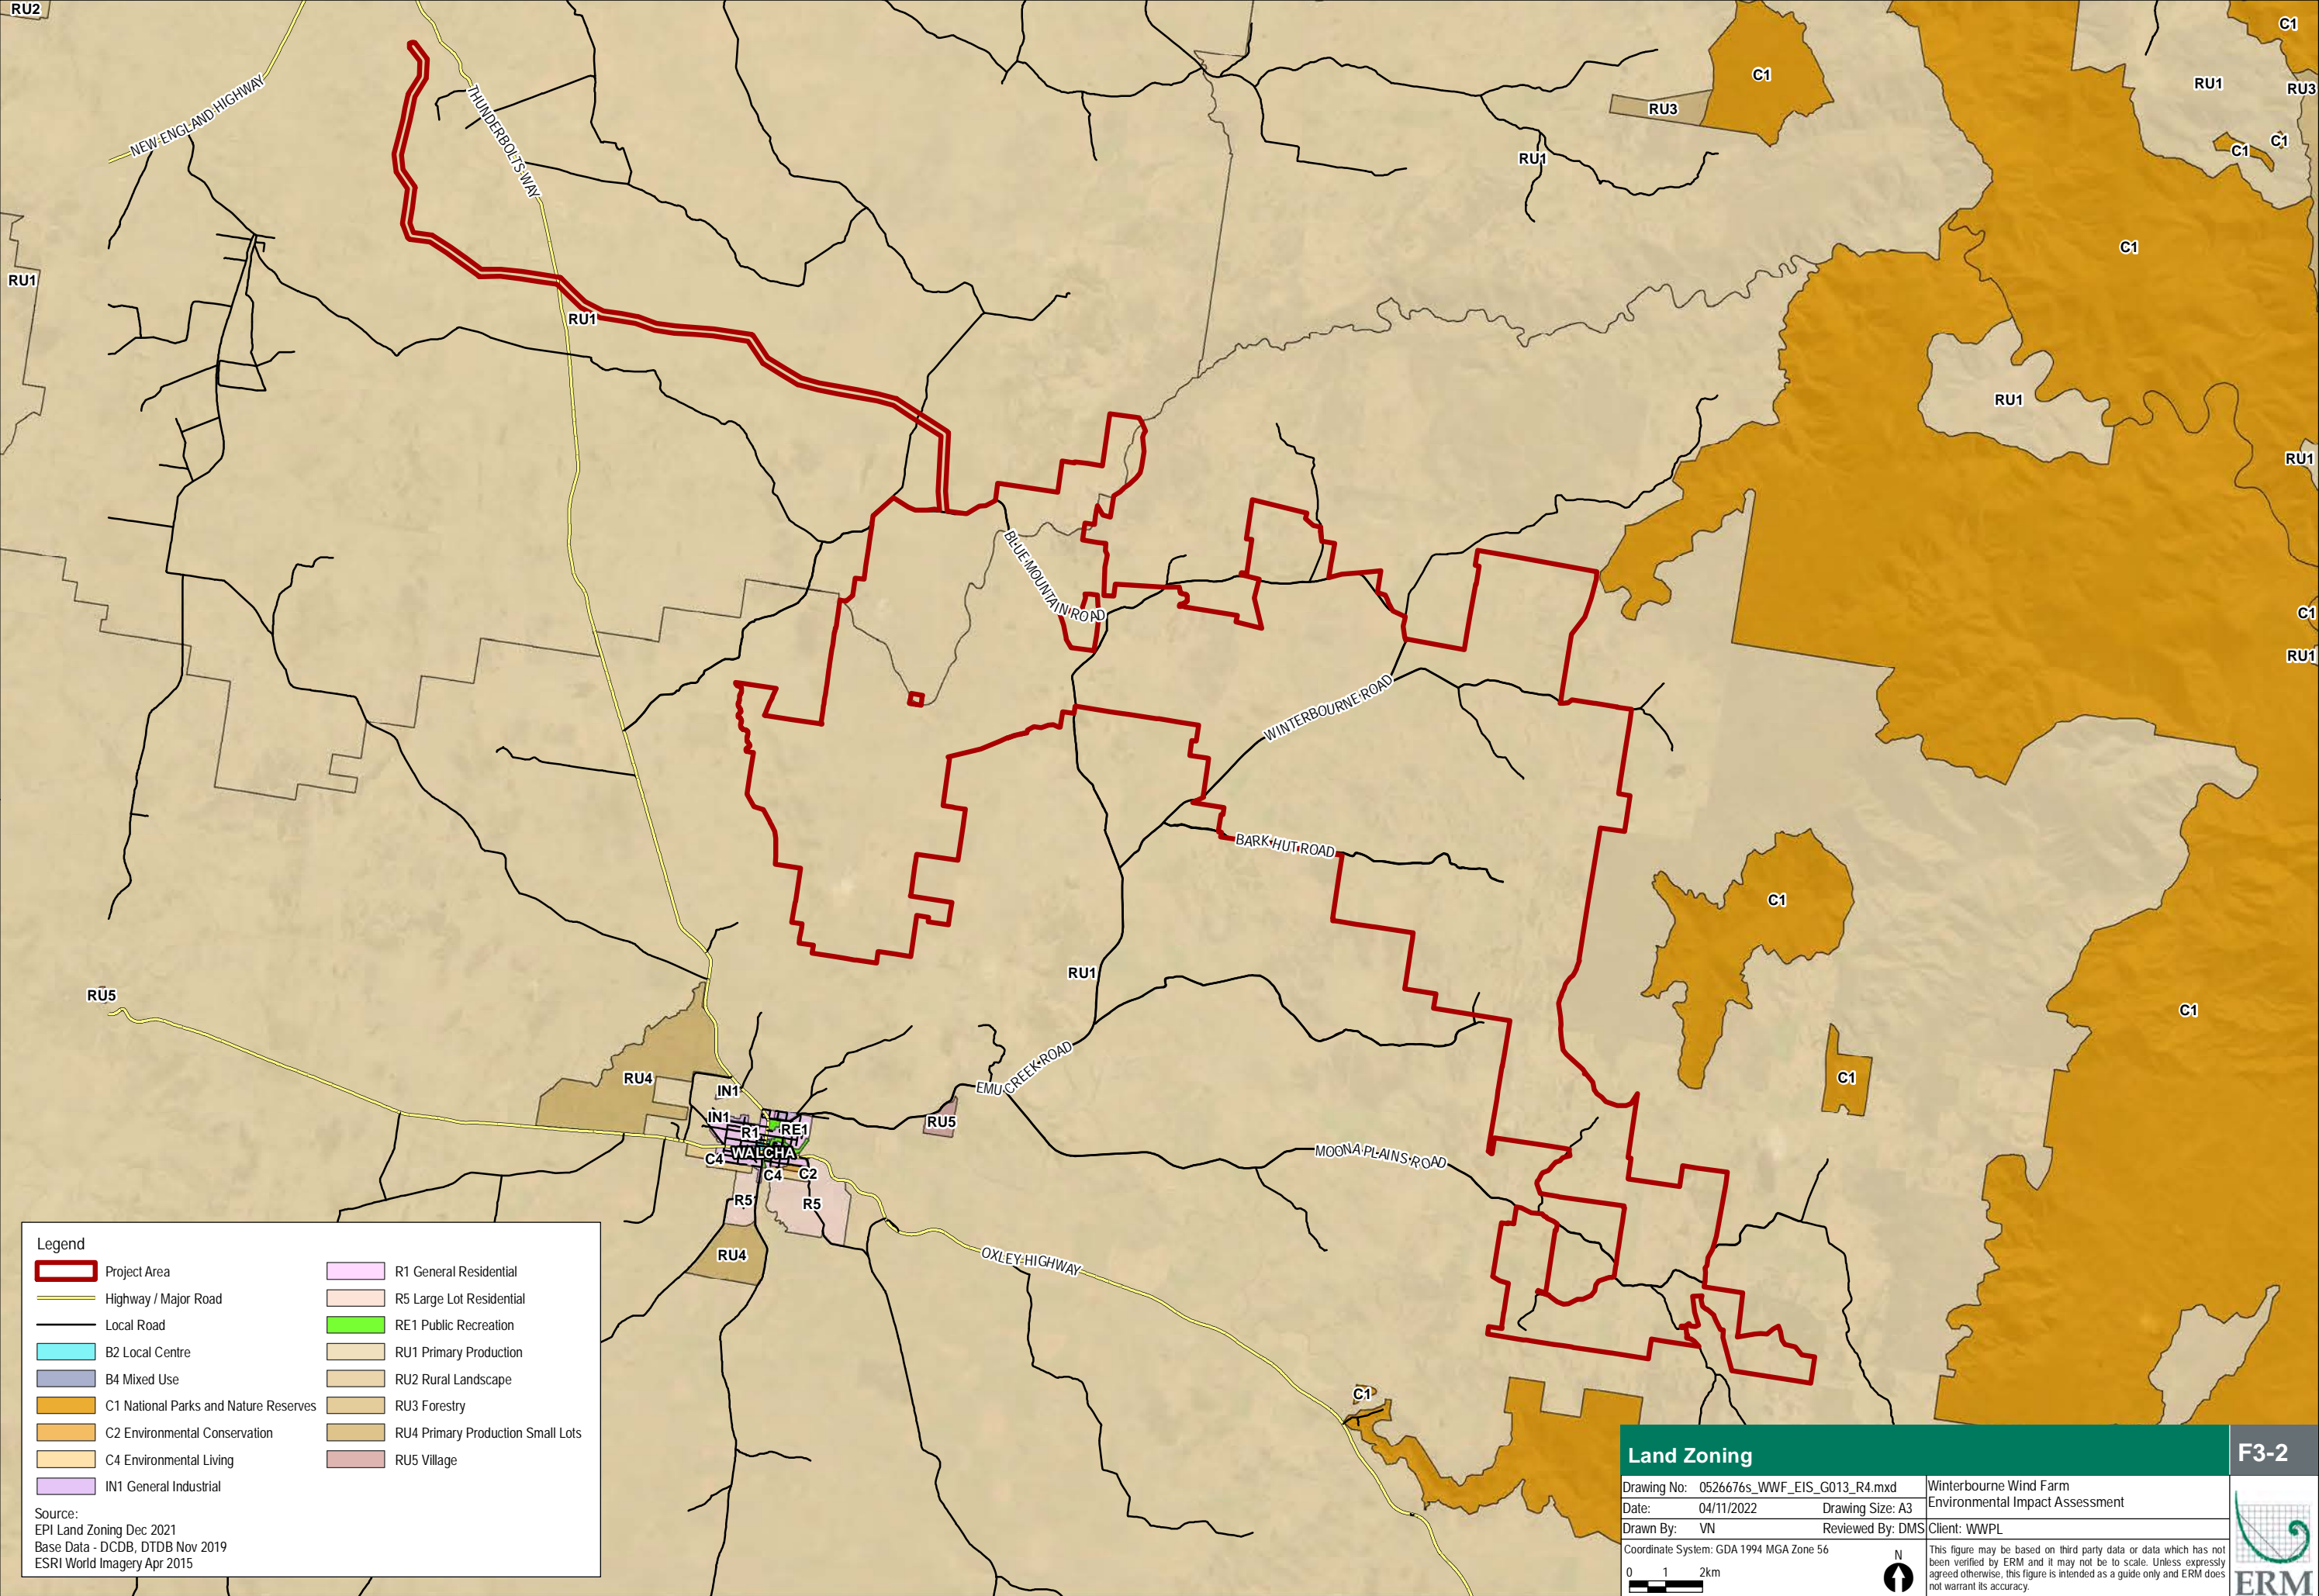 RU2
C1
C1
RU1
RU3
RU3
NEW ENGLAND HIGHWAY
THUNDERBOLTS WAY
C1
C1
RU1
C1
RU1
RU1
RU1
RU1
BLUE MOUNTAIN ROAD
C1
RU1
WINTERBOURNE ROAD
BARK HUT ROAD
C1
RU1
RU5
C1
EMU CREEK ROAD
RU4
C1
IN1
IN1
RU5
R1
RE1
WALCHA
MOONA PLAINS ROAD
C4
C4
C2
R5
R5
RU4
OXLEY HIGHWAY
C1
Legend
Project Area
Highway / Major Road
Local Road
B2 Local Centre
B4 Mixed Use
C1 National Parks and Nature Reserves
C2 Environmental Conservation
C4 Environmental Living
IN1 General Industrial
R1 General Residential
R5 Large Lot Residential
RE1 Public Recreation
RU1 Primary Production
RU2 Rural Landscape
RU3 Forestry
RU4 Primary Production Small Lots
RU5 Village
Source:
EPI Land Zoning Dec 2021
Base Data - DCDB, DTDB Nov 2019
ESRI World Imagery Apr 2015
Land Zoning
F3-2
Drawing No: 0526676s_WWF_EIS_G013_R4.mxd
Date: 04/11/2022 Drawing Size: A3
Drawn By: VN Reviewed By: DMS
Coordinate System: GDA 1994 MGA Zone 56
0 1 2km
N
Winterbourne Wind Farm
Environmental Impact Assessment
Client: WWPL
This figure may be based on third party data or data which has not
been verified by ERM and it may not be to scale. Unless expressly
agreed otherwise, this figure is intended as a guide only and ERM does
not warrant its accuracy.
ERM